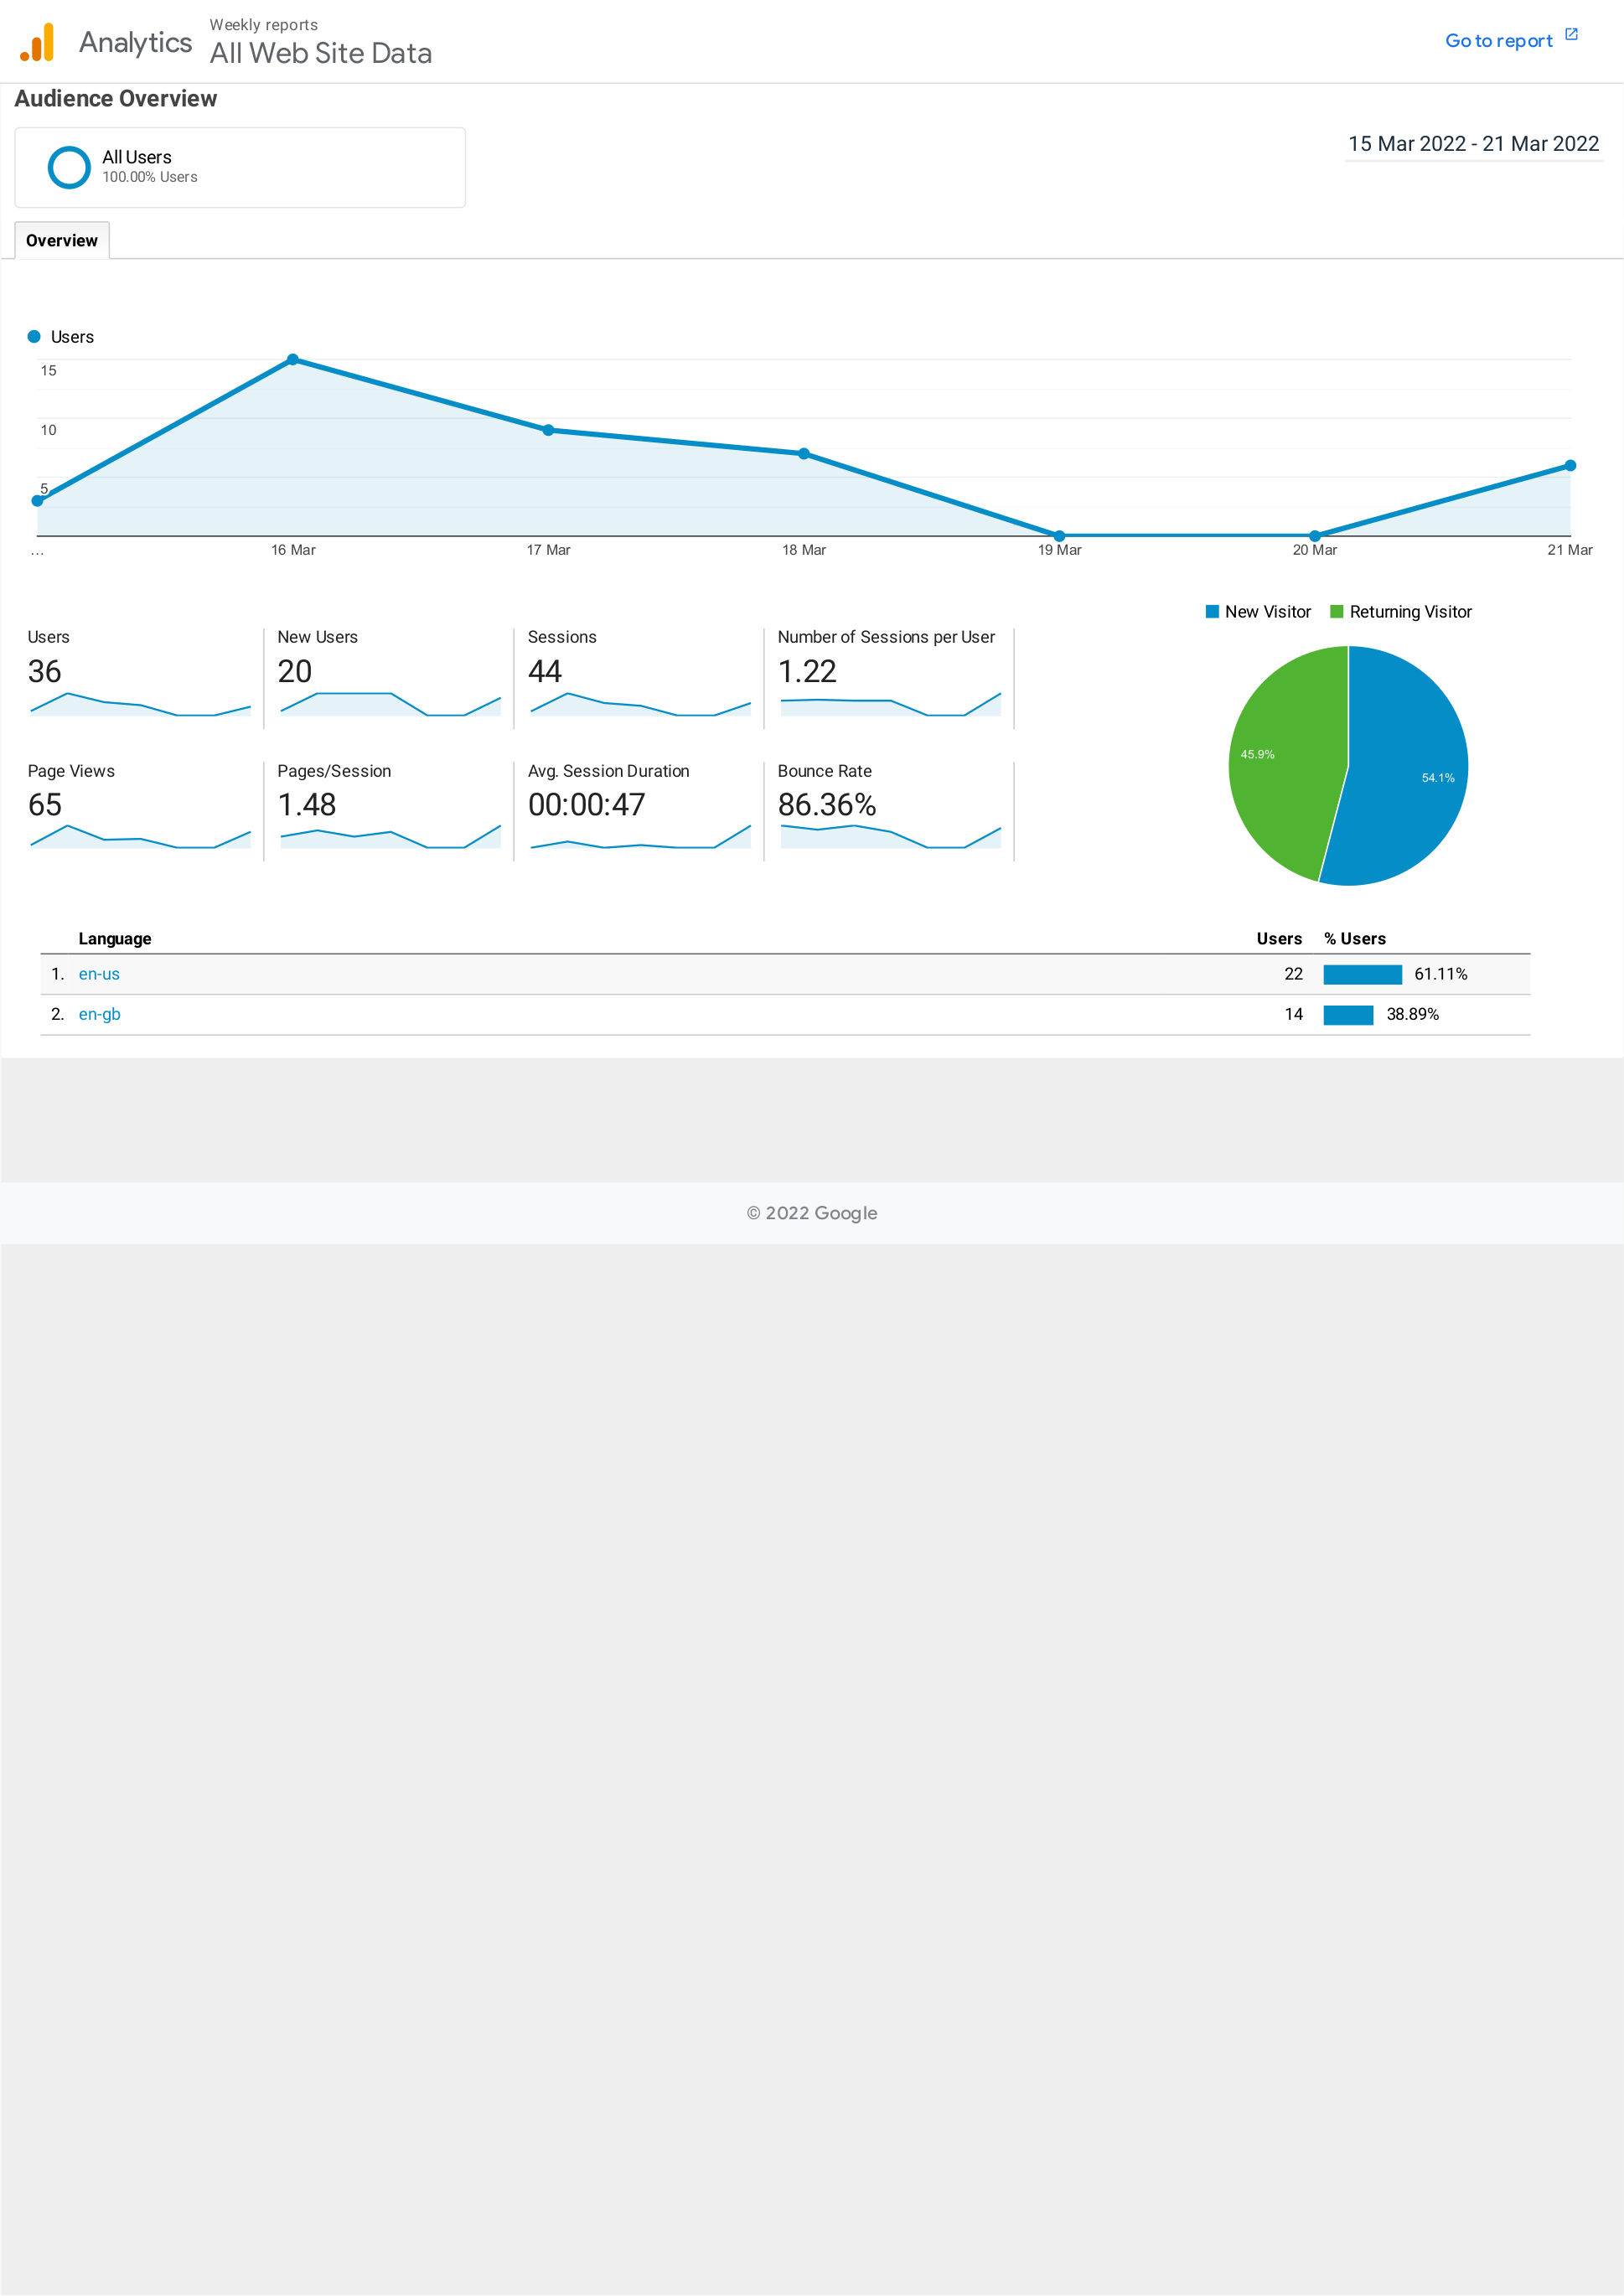 Analytics
Weekly reports
All Web Site Data
Go to report
Audience Overview
All Users
100.00% Users
15 Mar 2022 - 21 Mar 2022
Overview
Users
15
10
5
...
16 Mar
17 Mar
18 Mar
19 Mar
20 Mar
21 Mar
New Visitor
Returning Visitor
Users
36
New Users
20
Sessions
44
Number of Sessions per User
1.22
Page Views
65
Pages/Session
1.48
Avg. Session Duration
00:00:47
Bounce Rate
86.36%
45.9%
54.1%
Language Users % Users
1. en-us 22 61.11%
2. en-gb 14 38.89%
© 2022 Google